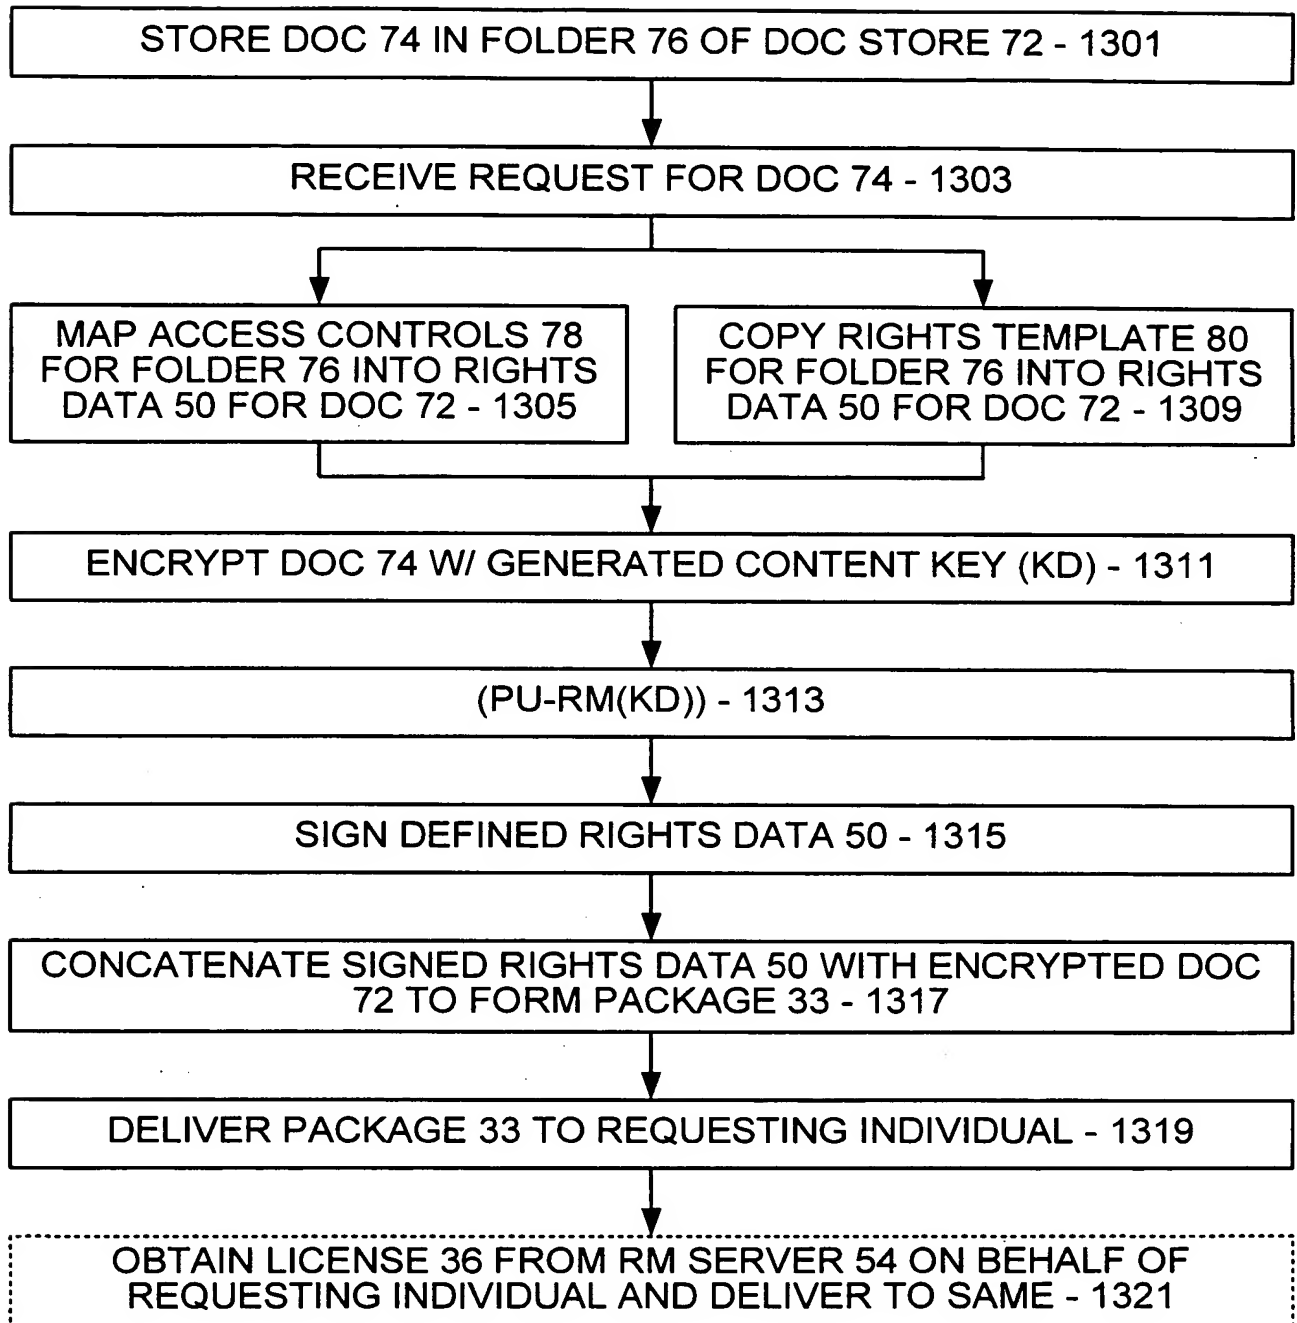 STORE DOC 74 IN FOLDER 76 OF DOC STORE 72 - 1301
RECEIVE REQUEST FOR DOC 74 - 1303
MAP ACCESS CONTROLS 78
FOR FOLDER 76 INTO RIGHTS
DATA 50 FOR DOC 72 - 1305
COPY RIGHTS TEMPLATE 80
FOR FOLDER 76 INTO RIGHTS
DATA 50 FOR DOC 72 - 1309
ENCRYPT DOC 74 W/ GENERATED CONTENT KEY (KD) - 1311
(PU-RM(KD)) - 1313
SIGN DEFINED RIGHTS DATA 50 - 1315
CONCATENATE SIGNED RIGHTS DATA 50 WITH ENCRYPTED DOC
72 TO FORM PACKAGE 33 - 1317
DELIVER PACKAGE 33 TO REQUESTING INDIVIDUAL - 1319
OBTAIN LICENSE 36 FROM RM SERVER 54 ON BEHALF OF
REQUESTING INDIVIDUAL AND DELIVER TO SAME - 1321